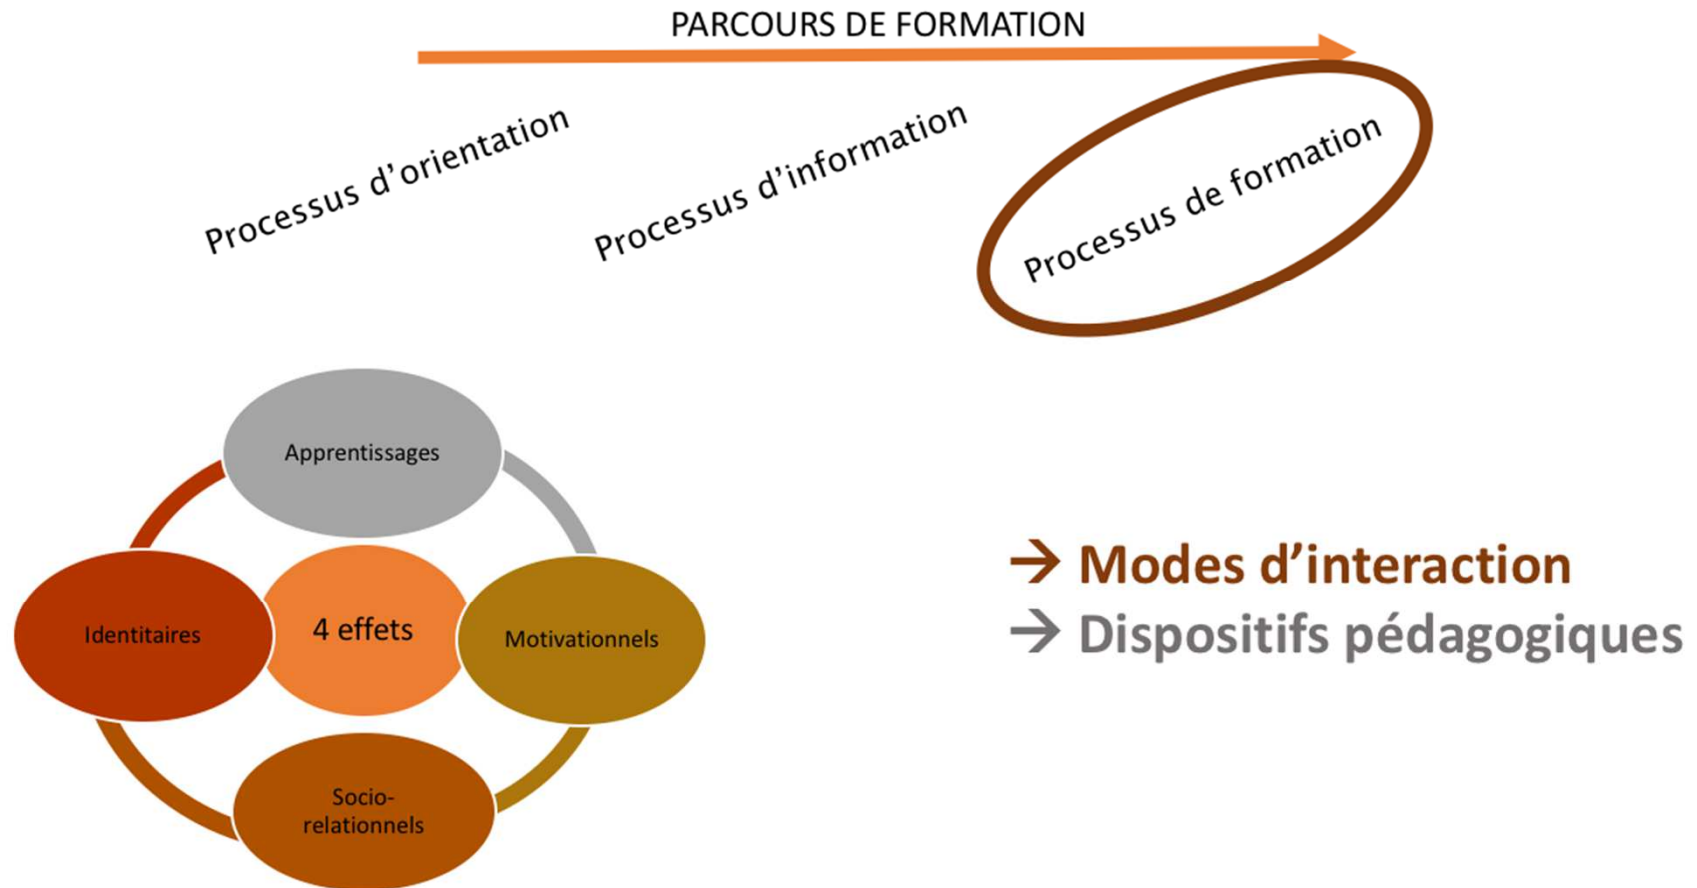 PARCOURS DE FORMATION
Processus d'orientation
Processus d'information
Processus de formation
Apprentissages
Identitaires
4 effets
Motivationnels
Socio-
relationnels
→ Modes d'interaction
→ Dispositifs pédagogiques